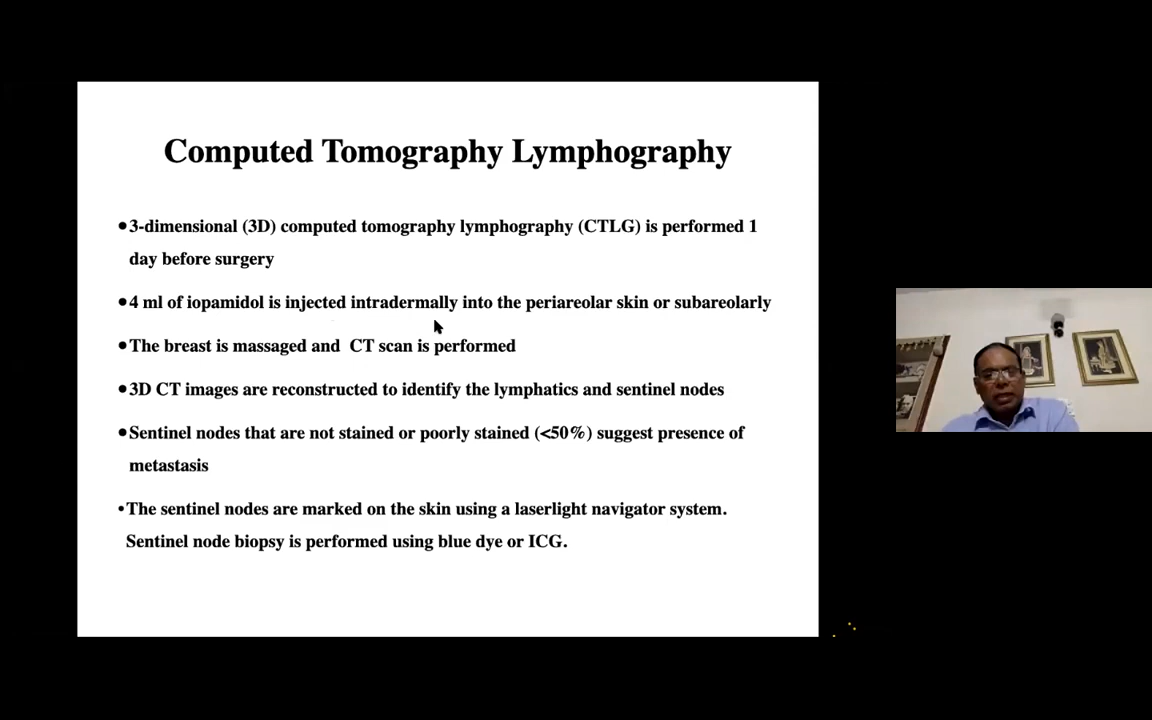 Computed Tomography Lymphography
•3-dimensional (3D) computed tomography lymphography (CTLG) is performed 1
day before surgery
•4 ml of iopamidol is injected intradermally into the periareolar skin or subareolarly
•The breast is massaged and  CT scan is performed
•3D CT images are reconstructed to identify the lymphatics and sentinel nodes
•Sentinel nodes that are not stained or poorly stained (<50%) suggest presence of
metastasis
•The sentinel nodes are marked on the skin using a laserlight navigator system.
Sentinel node biopsy is performed using blue dye or ICG.